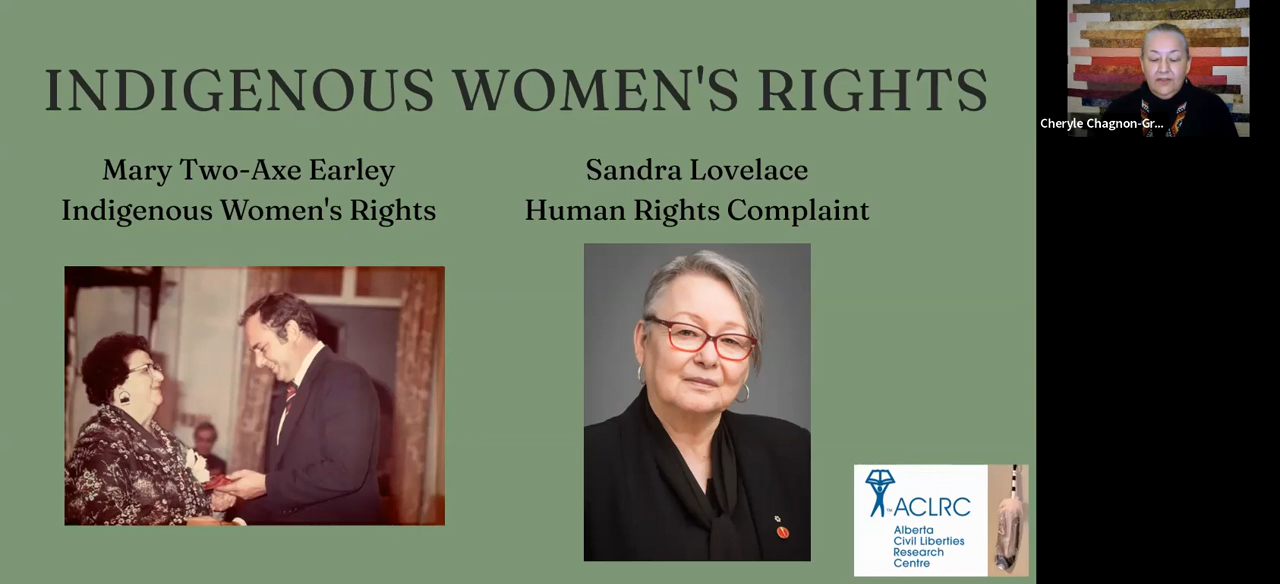 INDIGENOUS WOMEN'S RIGHTS
Mary Two-Axe Earley
Indigenous Women's Rights
Sandra Lovelace
Human Rights Complaint
Cheryle Chagnon-Gr...
ACLRC
Alberta
Civil Liberties
Research
Centre